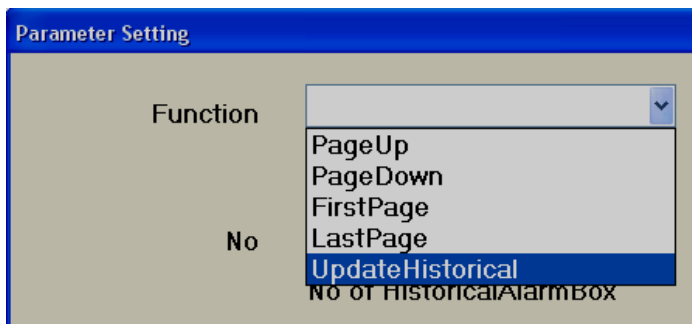 Parameter Setting
Function
PageUp
PageDown
FirstPage
LastPage
No
UpdateHistorical
No of HistoricalAlarmBox